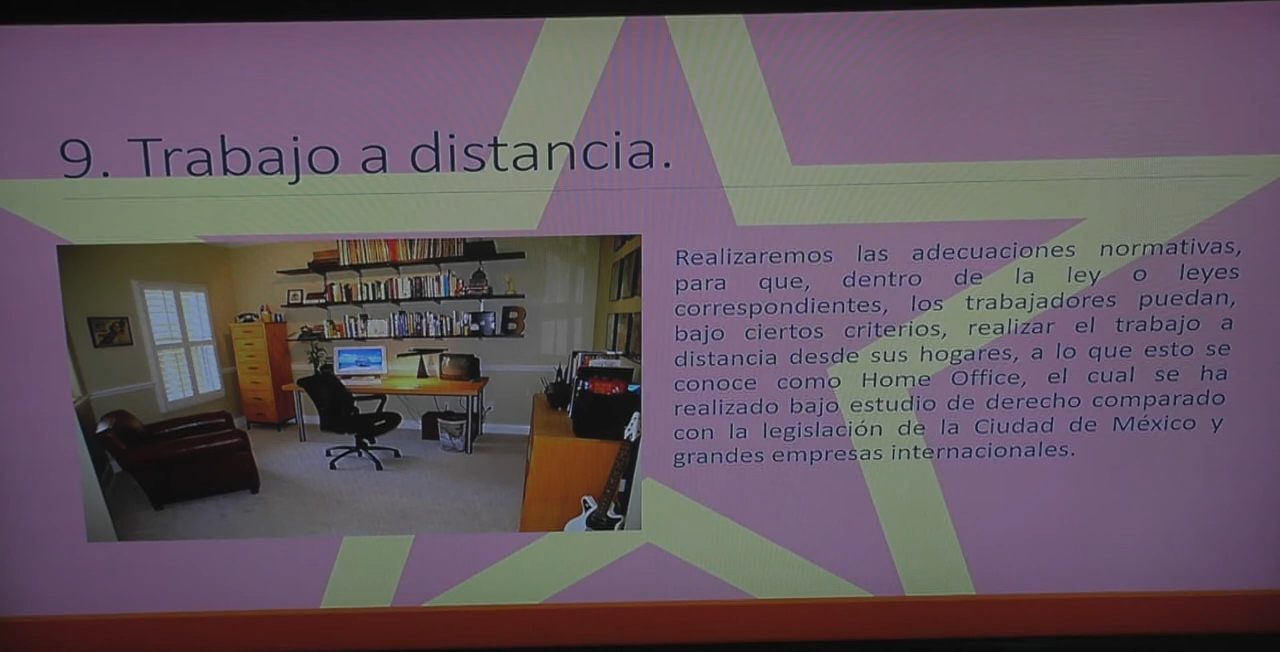 9. Trabajo a distancia.
Realizaremos las adecuaciones normativas,
para que, dentro de la ley o leyes
correspondientes, los trabajadores puedan,
bajo ciertos criterios, realizar el trabajo a
distancia desde sus hogares, a lo que esto se
conoce como Home Office, el cual se ha
realizado bajo estudio de derecho comparado
con la legislación de la Ciudad de México y
grandes empresas internacionales.
B